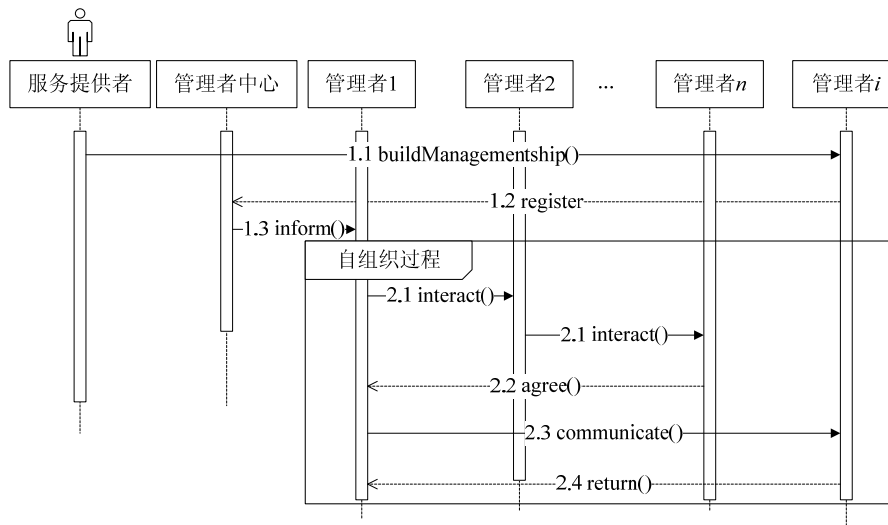 服务提供者 管理者中心 管理者1 管理者2 ... 管理者n 管理者i
1.1 buildManagementship()
1.2 register
1.3 inform()
自组织过程
2.1 interact()
2.1 interact()
2.2 agree()
2.3 communicate()
2.4 return()